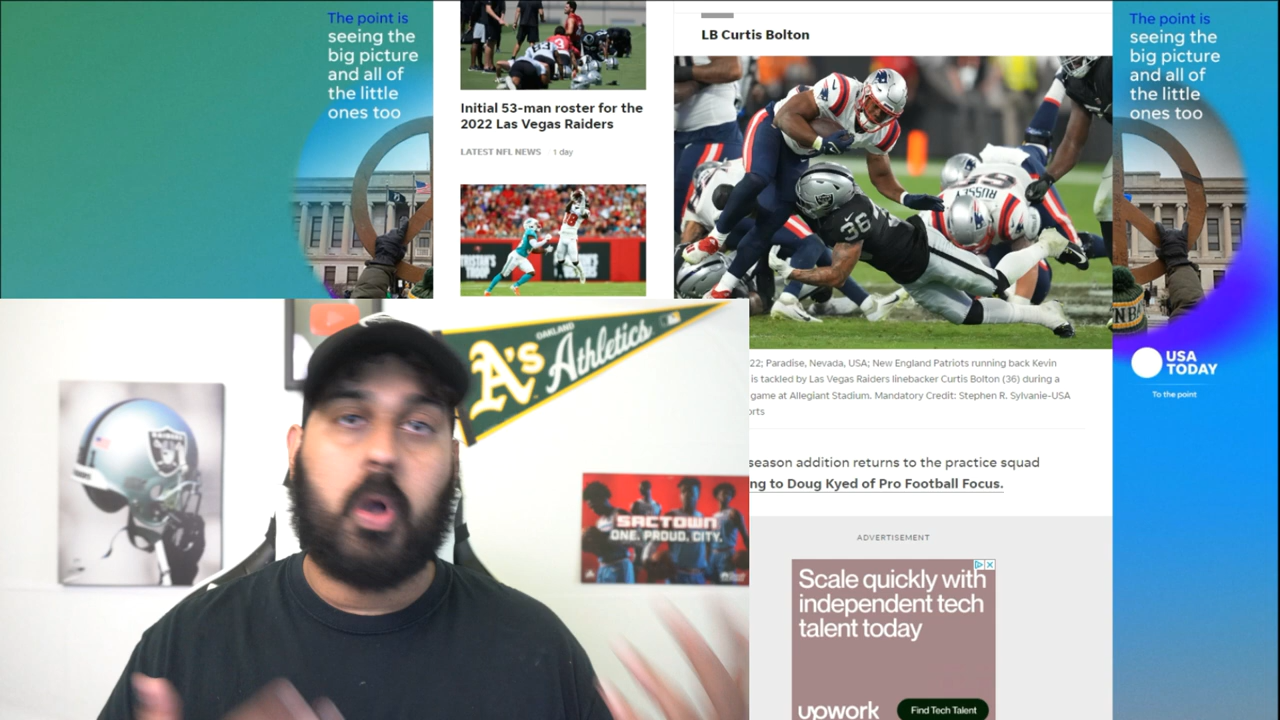 The point is
seeing the
big picture
and all of
the little
ones too
Initial 53-man roster for the
2022 Las Vegas Raiders
LATEST NFL NEWS 1 day
LB Curtis Bolton
36
RUSSEY
22; Paradise, Nevada, USA; New England Patriots running back Kevin
is tackled by Las Vegas Raiders linebacker Curtis Bolton (36) during a
game at Allegiant Stadium. Mandatory Credit: Stephen R. Sylvanie-USA
orts
season addition returns to the practice squad
ng to Doug Kyed of Pro Football Focus.
ADVERTISEMENT
Scale quickly with
independent tech
talent today
upwork
Find Tech Talent
The point is
seeing the
big picture
and all of
the little
ones too
USA
TODAY
To the point
RAIDERS
OAKLAND
A's Athletics
SACTOWN
ONE. PROUD. CITY.